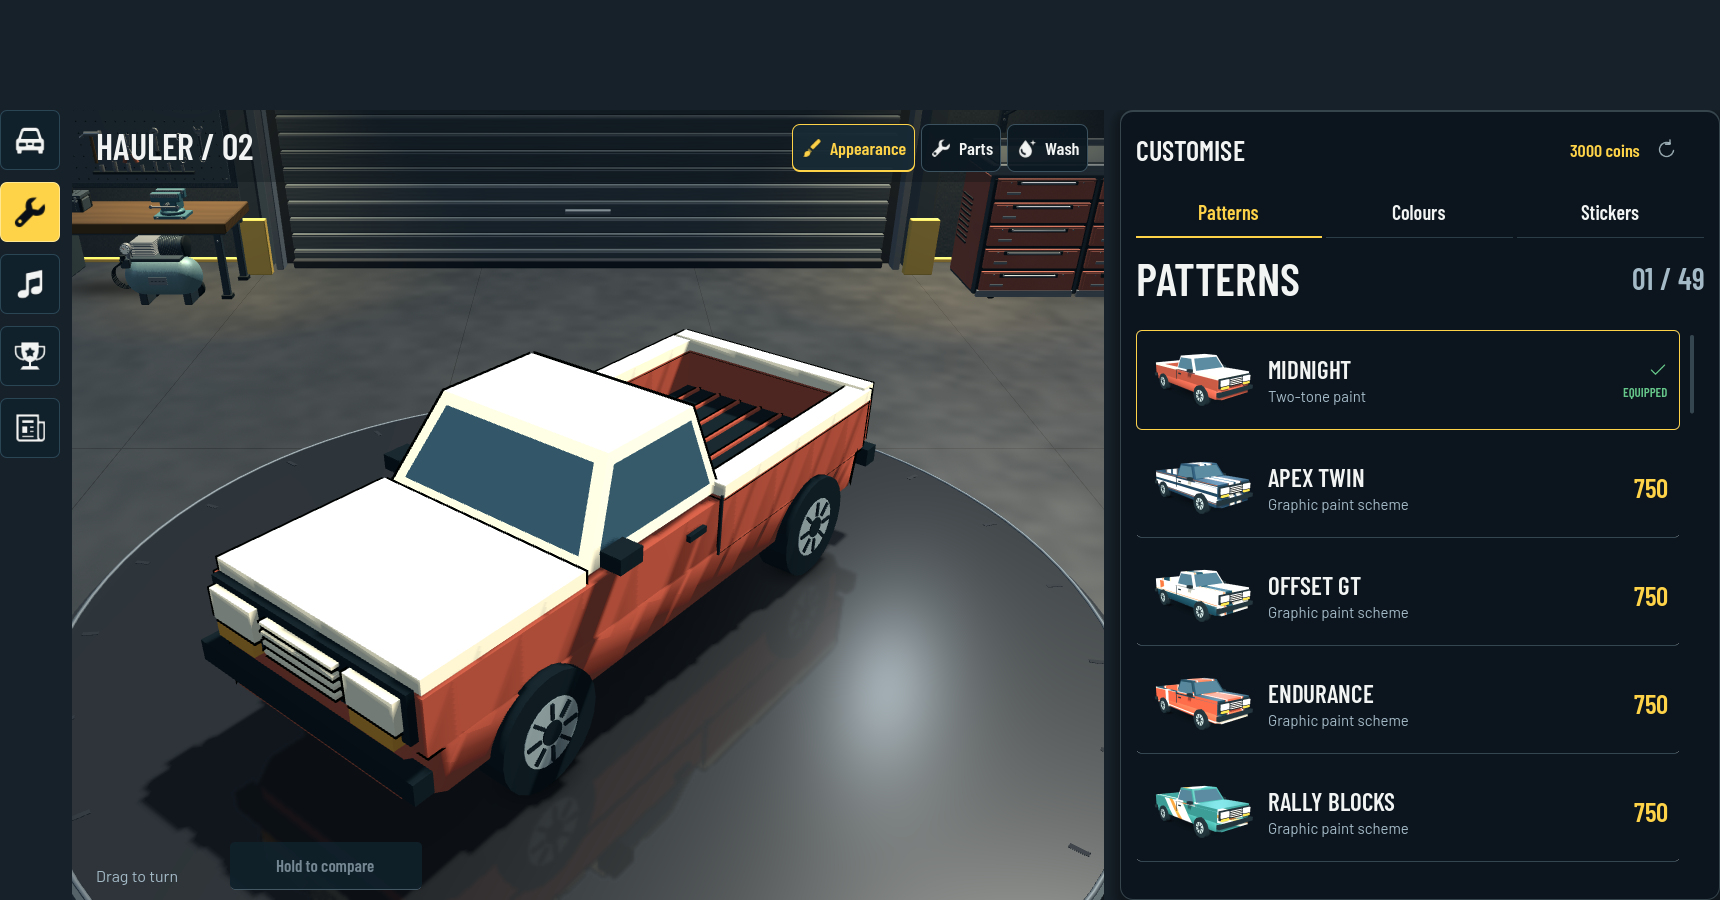 HAULER / 02
Appearance
Parts
Wash
Drag to turn
Hold to compare
CUSTOMISE
3000 coins
Patterns
Colours
Stickers
PATTERNS
01 / 49
MIDNIGHT
Two-tone paint
EQUIPPED
APEX TWIN
Graphic paint scheme
750
OFFSET GT
Graphic paint scheme
750
ENDURANCE
Graphic paint scheme
750
RALLY BLOCKS
Graphic paint scheme
750